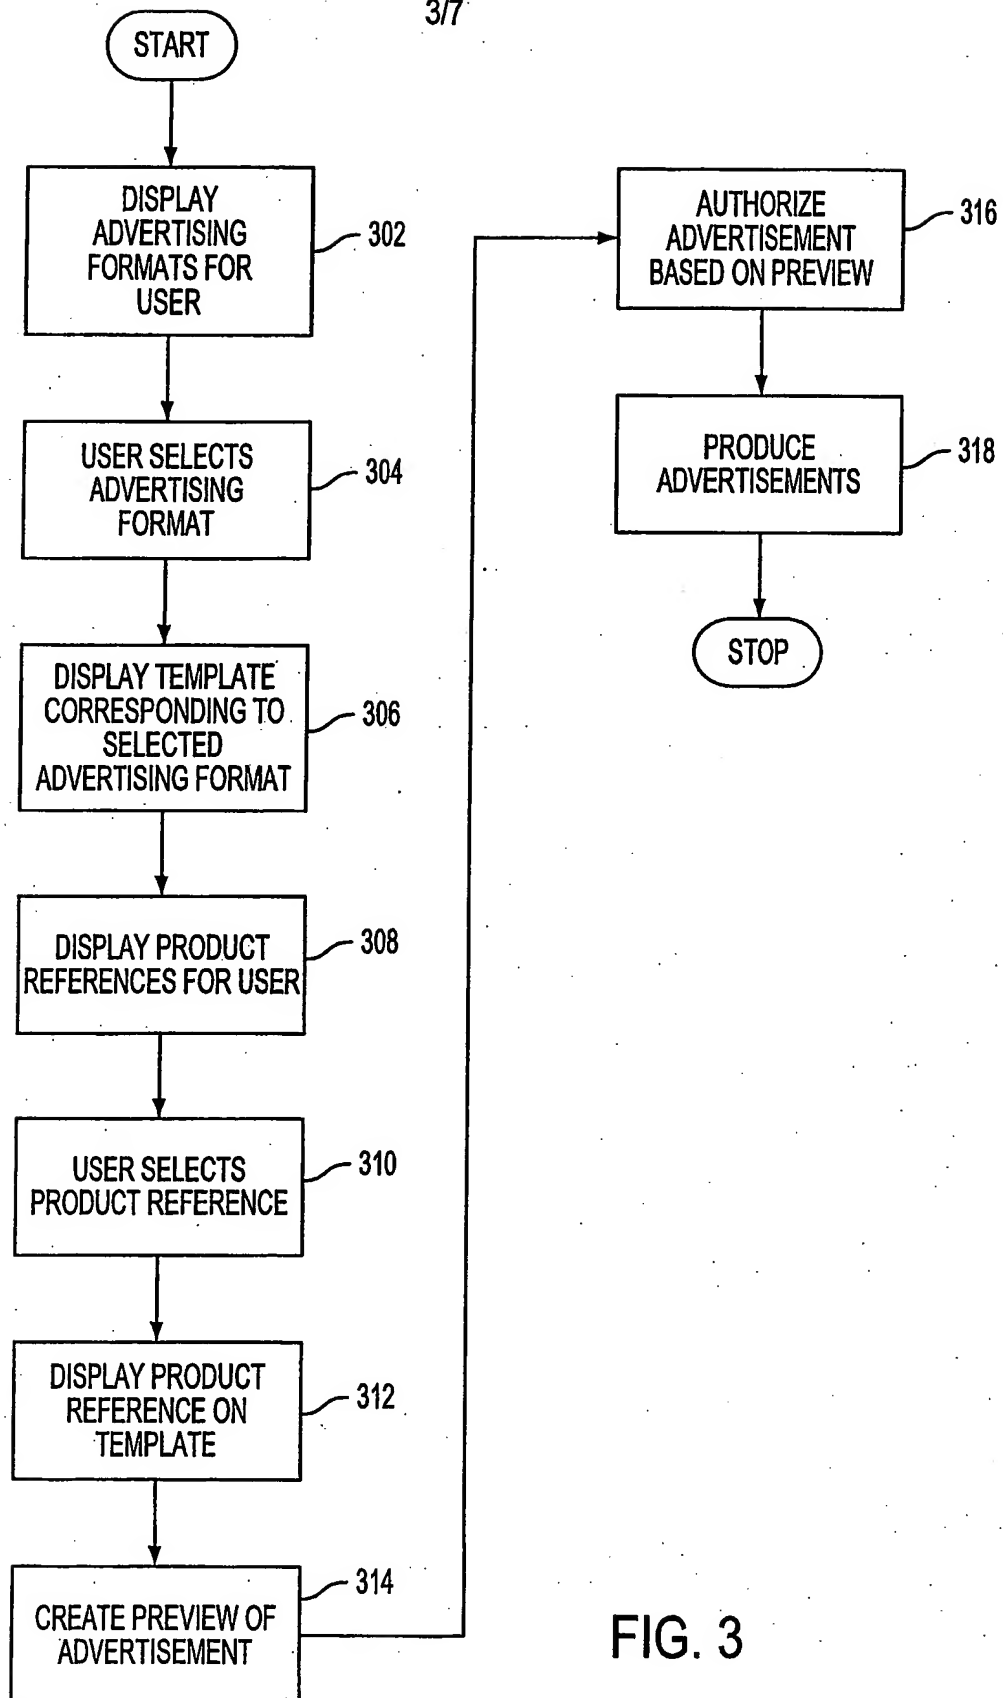 3/7
START
DISPLAY
ADVERTISING
FORMATS FOR
USER
302
USER SELECTS
ADVERTISING
FORMAT
304
DISPLAY TEMPLATE
CORRESPONDING TO
SELECTED
ADVERTISING FORMAT
306
DISPLAY PRODUCT
REFERENCES FOR USER
308
USER SELECTS
PRODUCT REFERENCE
310
DISPLAY PRODUCT
REFERENCE ON
TEMPLATE
312
CREATE PREVIEW OF
ADVERTISEMENT
314
AUTHORIZE
ADVERTISEMENT
BASED ON PREVIEW
316
PRODUCE
ADVERTISEMENTS
318
STOP
FIG. 3